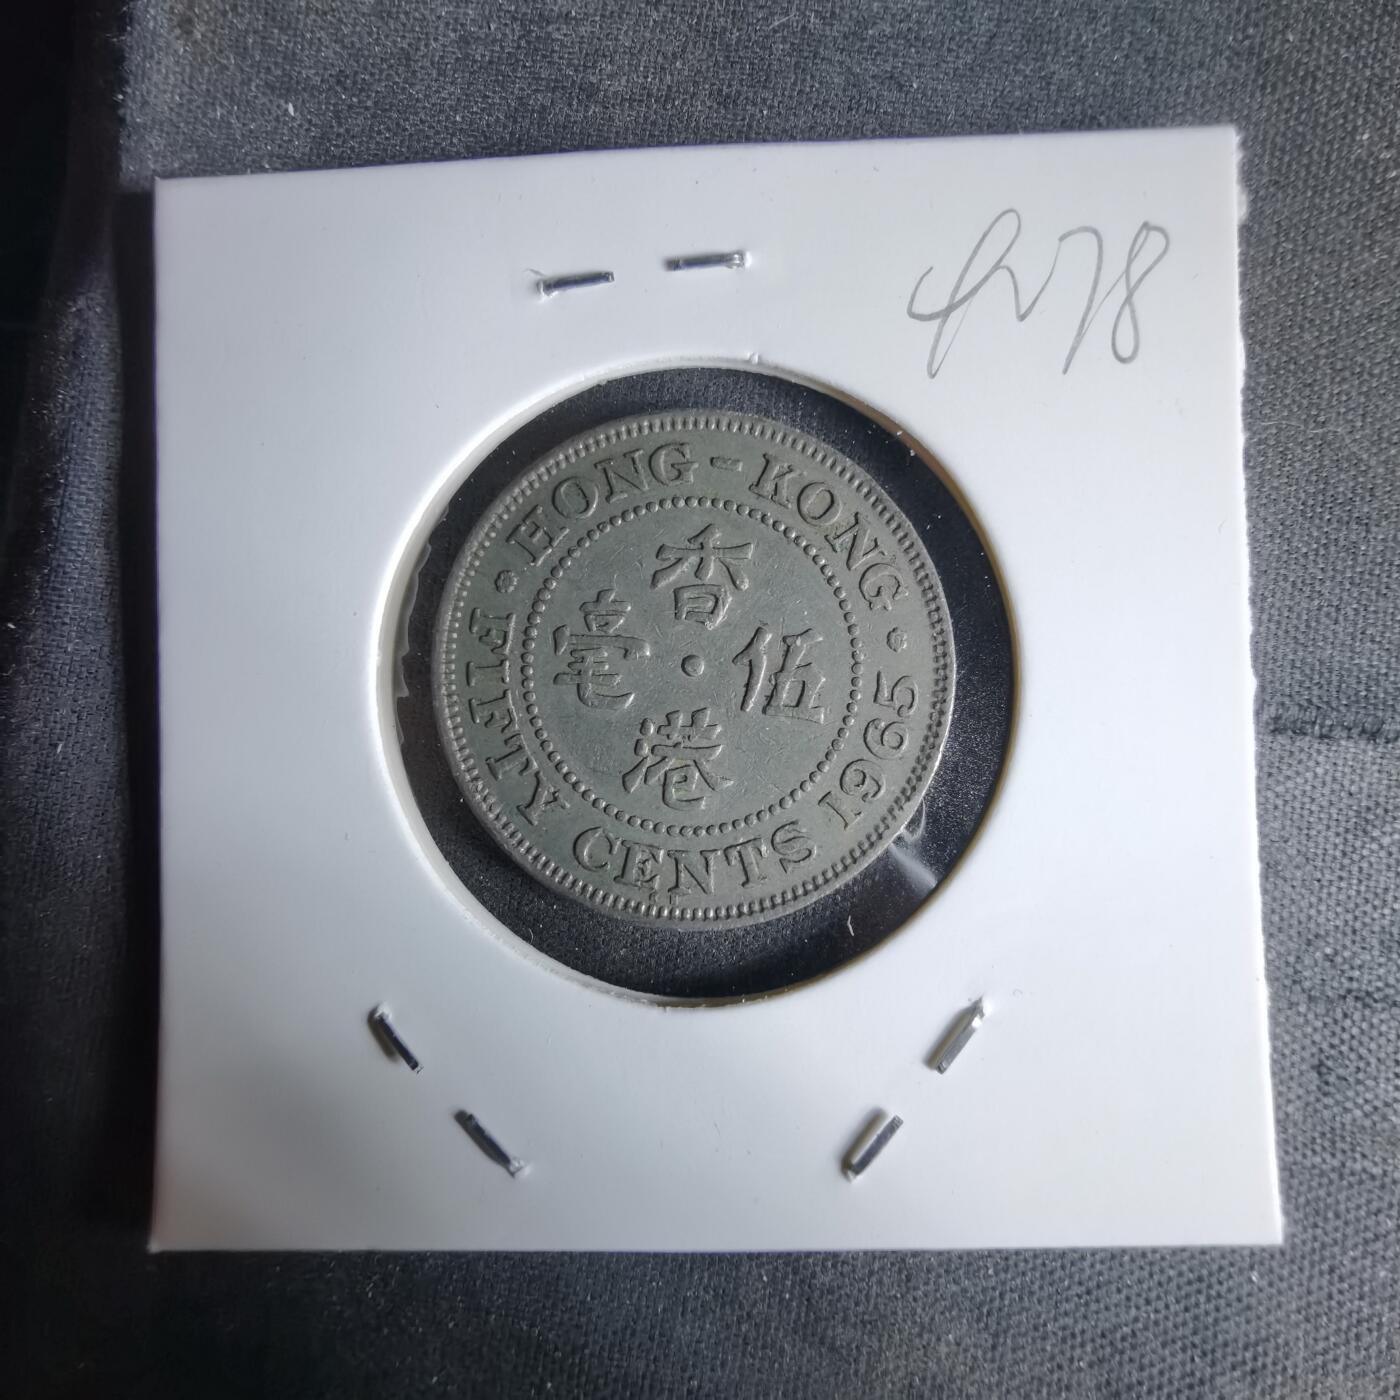 HONG-KONG
香
伍
港
毫
FIFTY CENTS 1965